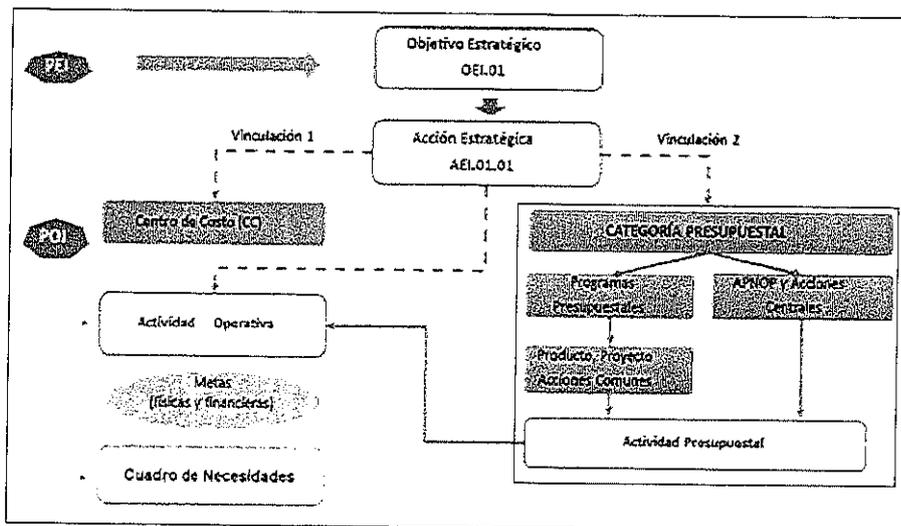 Objetivo Estratégico
OEI.01
PEI
Vinculación 1
Acción Estratégica
AEI.01.01
Vinculación 2
Centro de Costo (CC)
POI
CATEGORÍA PRESUPUESTAL
Programas
Presupuestales
APNOP y Acciones
Centrales
Actividad Operativa
Producto, Proyecto
Acciones Comunes
Metas
(físicas y financieras)
Actividad Presupuestal
Cuadro de Necesidades